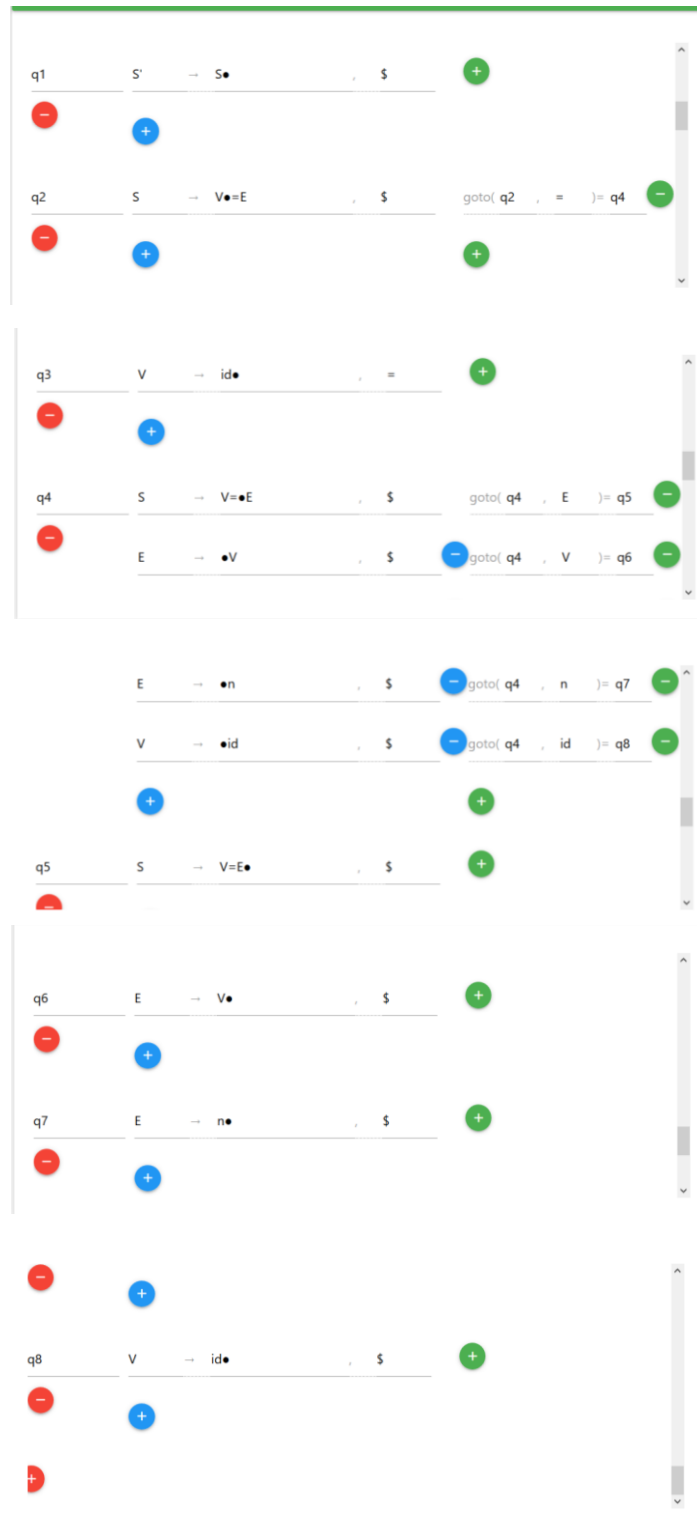 q1 S' → S● , $
q2 S → V●=E , $ goto( q2 , = )= q4
q3 V → id● , =
q4 S → V=●E , $ goto( q4 , E )= q5
E → ●V , $ goto( q4 , V )= q6
E → ●n , $ goto( q4 , n )= q7
V → ●id , $ goto( q4 , id )= q8
q5 S → V=E● , $
q6 E → V● , $
q7 E → n● , $
q8 V → id● , $